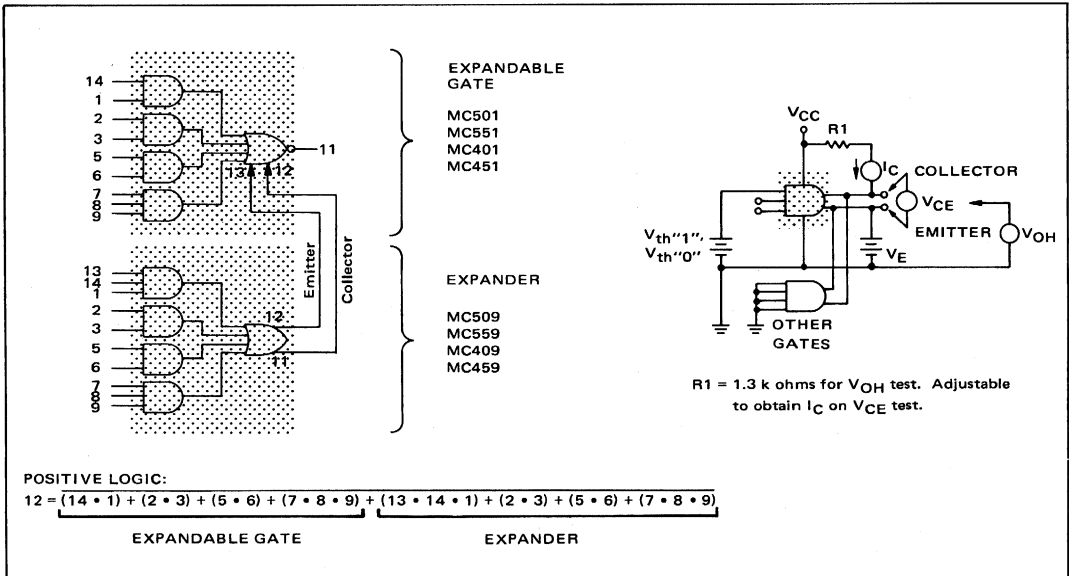 14
1
2
3
5
6
7
8
9
13
12
11
EXPANDABLE
GATE
MC501
MC551
MC401
MC451
13
14
1
2
3
5
6
7
8
9
12
11
Emitter
Collector
EXPANDER
MC509
MC559
MC409
MC459
VCC
R1
IC
COLLECTOR
VCE
EMITTER
VOH
Vth"1",
Vth"0"
VE
OTHER
GATES
R1 = 1.3 k ohms for VOH test. Adjustable
to obtain IC on VCE test.
POSITIVE LOGIC:
12 = (14 • 1) + (2 • 3) + (5 • 6) + (7 • 8 • 9) + (13 • 14 • 1) + (2 • 3) + (5 • 6) + (7 • 8 • 9)
EXPANDABLE GATE
EXPANDER